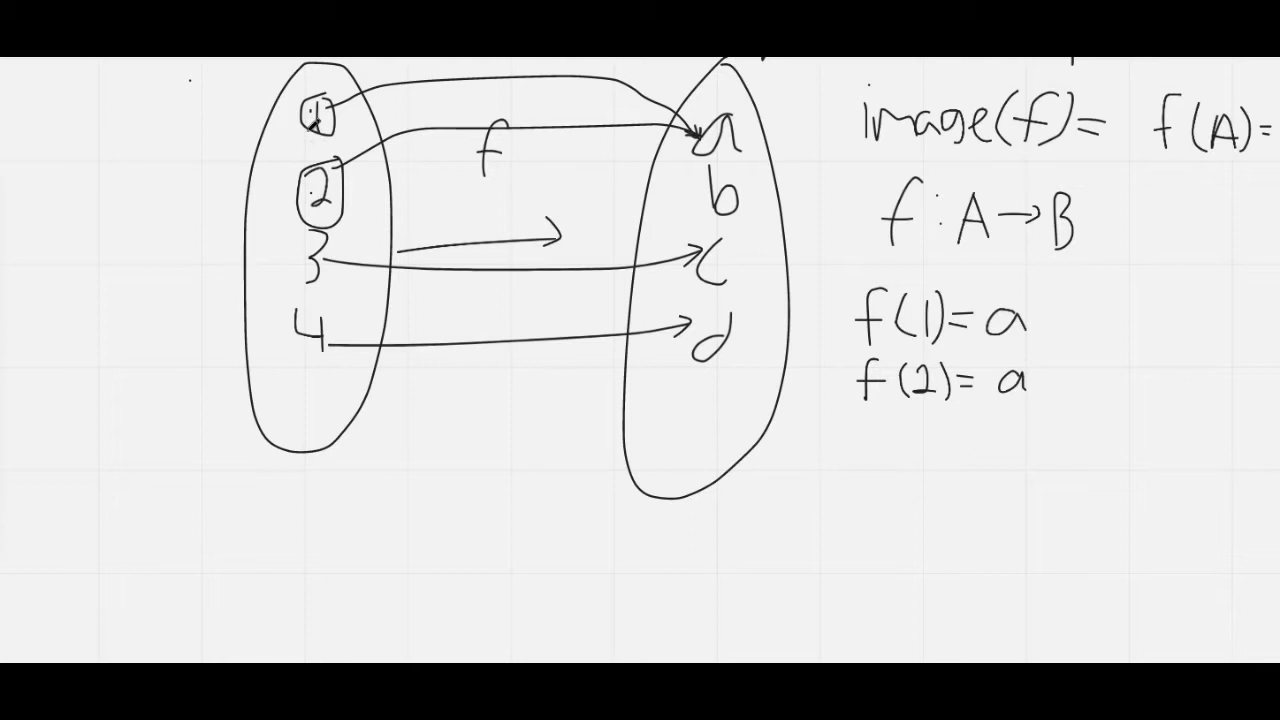 1
2
3
4
f
a
b
c
d
image(f)= f(A)=
f:A→B
f(1)=a
f(2)=a